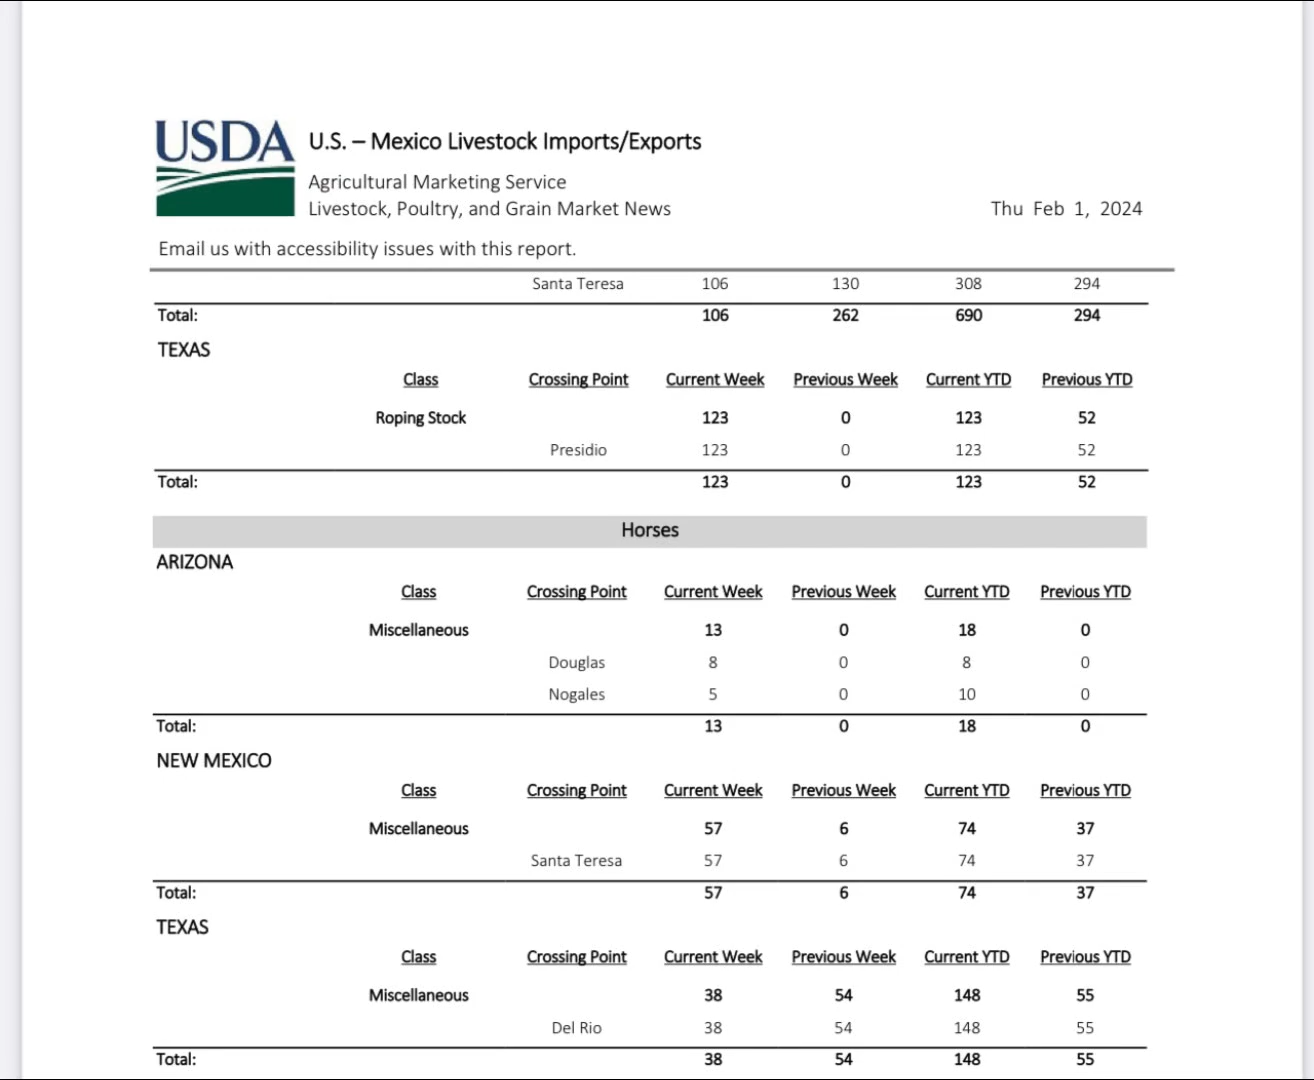 USDA
U.S. – Mexico Livestock Imports/Exports
Agricultural Marketing Service
Livestock, Poultry, and Grain Market News Thu Feb 1, 2024
Email us with accessibility issues with this report.
Santa Teresa 106 130 308 294
Total: 106 262 690 294
TEXAS
Class Crossing Point Current Week Previous Week Current YTD Previous YTD
Roping Stock 123 0 123 52
Presidio 123 0 123 52
Total: 123 0 123 52
Horses
ARIZONA
Class Crossing Point Current Week Previous Week Current YTD Previous YTD
Miscellaneous 13 0 18 0
Douglas 8 0 8 0
Nogales 5 0 10 0
Total: 13 0 18 0
NEW MEXICO
Class Crossing Point Current Week Previous Week Current YTD Previous YTD
Miscellaneous 57 6 74 37
Santa Teresa 57 6 74 37
Total: 57 6 74 37
TEXAS
Class Crossing Point Current Week Previous Week Current YTD Previous YTD
Miscellaneous 38 54 148 55
Del Rio 38 54 148 55
Total: 38 54 148 55